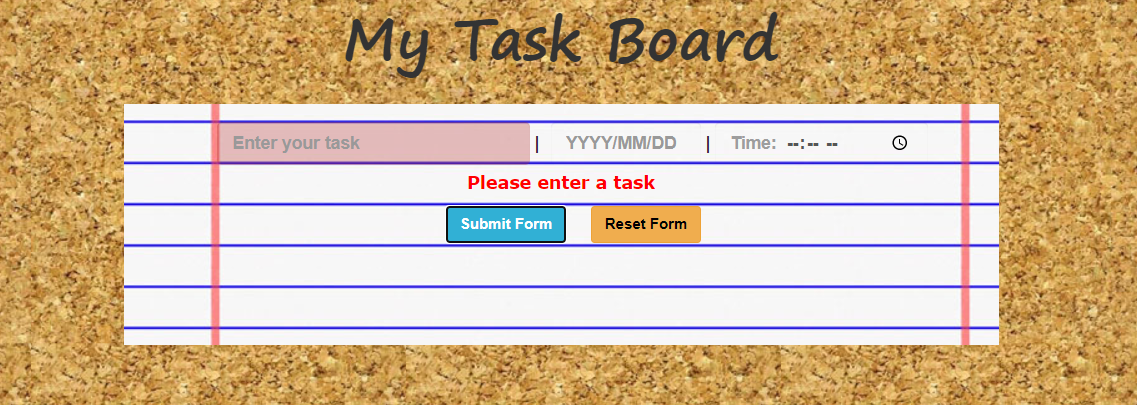 My Task Board
Enter your task | YYYY/MM/DD | Time: --:-- --
Please enter a task
Submit Form Reset Form